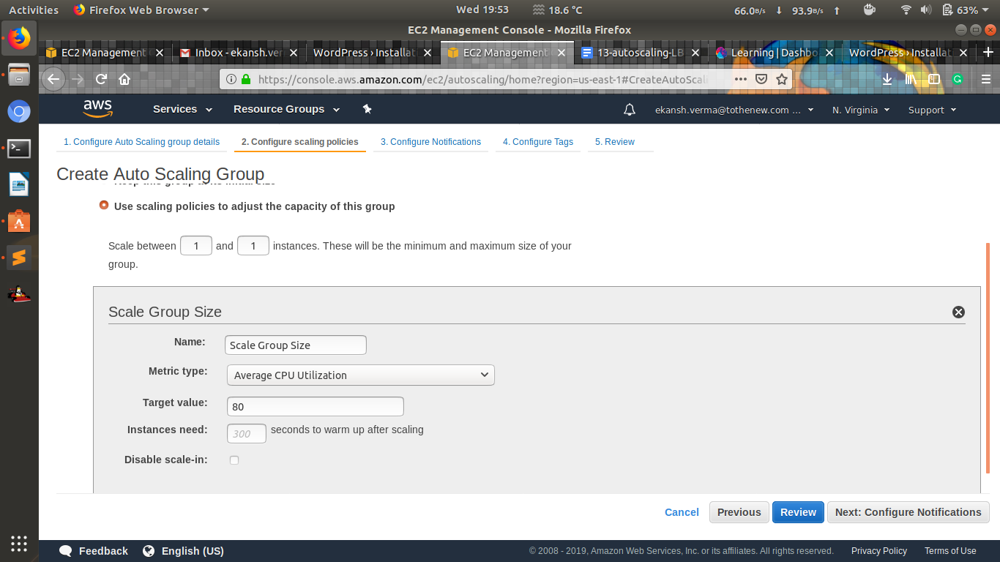 Activities Firefox Web Browser Wed 19:53 18.6 °C 66.0B/s 93.9B/s 63%
EC2 Management Console - Mozilla Firefox
EC2 Management Inbox - ekansh.ver WordPress › Installat EC2 Management 13-autoscaling-LB Learning | Dashbo WordPress › Installat
https://console.aws.amazon.com/ec2/autoscaling/home?region=us-east-1#CreateAutoScal
aws Services Resource Groups ekansh.verma@tothenew.com ... N. Virginia Support
1. Configure Auto Scaling group details 2. Configure scaling policies 3. Configure Notifications 4. Configure Tags 5. Review
Create Auto Scaling Group
Keep this group at its initial size
Use scaling policies to adjust the capacity of this group
Scale between 1 and 1 instances. These will be the minimum and maximum size of your
group.
Scale Group Size
Name: Scale Group Size
Metric type: Average CPU Utilization
Target value: 80
Instances need: 300 seconds to warm up after scaling
Disable scale-in:
Cancel Previous Review Next: Configure Notifications
Feedback English (US) © 2008 - 2019, Amazon Web Services, Inc. or its affiliates. All rights reserved. Privacy Policy Terms of Use